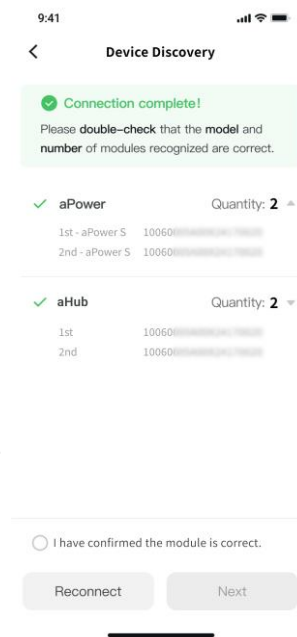 9:41
Device Discovery
Connection complete!
Please double-check that the model and
number of modules recognized are correct.
aPower Quantity: 2
1st - aPower S 10060
2nd - aPower S 10060
aHub Quantity: 2
1st 10060
2nd 10060
I have confirmed the module is correct.
Reconnect Next